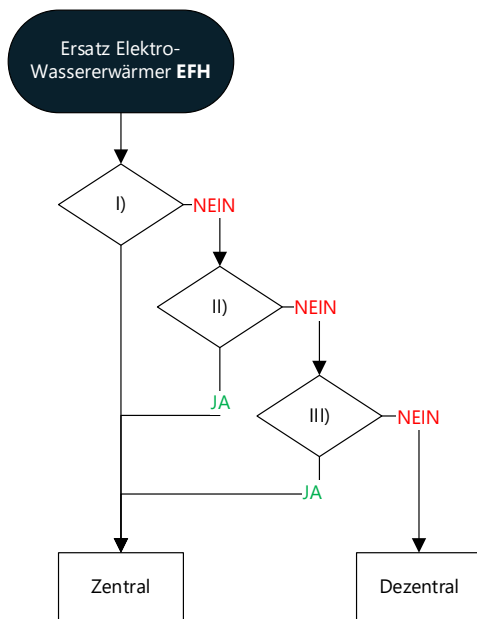 Ersatz Elektro-
Wassererwärmer EFH
I)
NEIN
II)
NEIN
JA
III)
NEIN
JA
Zentral
Dezentral